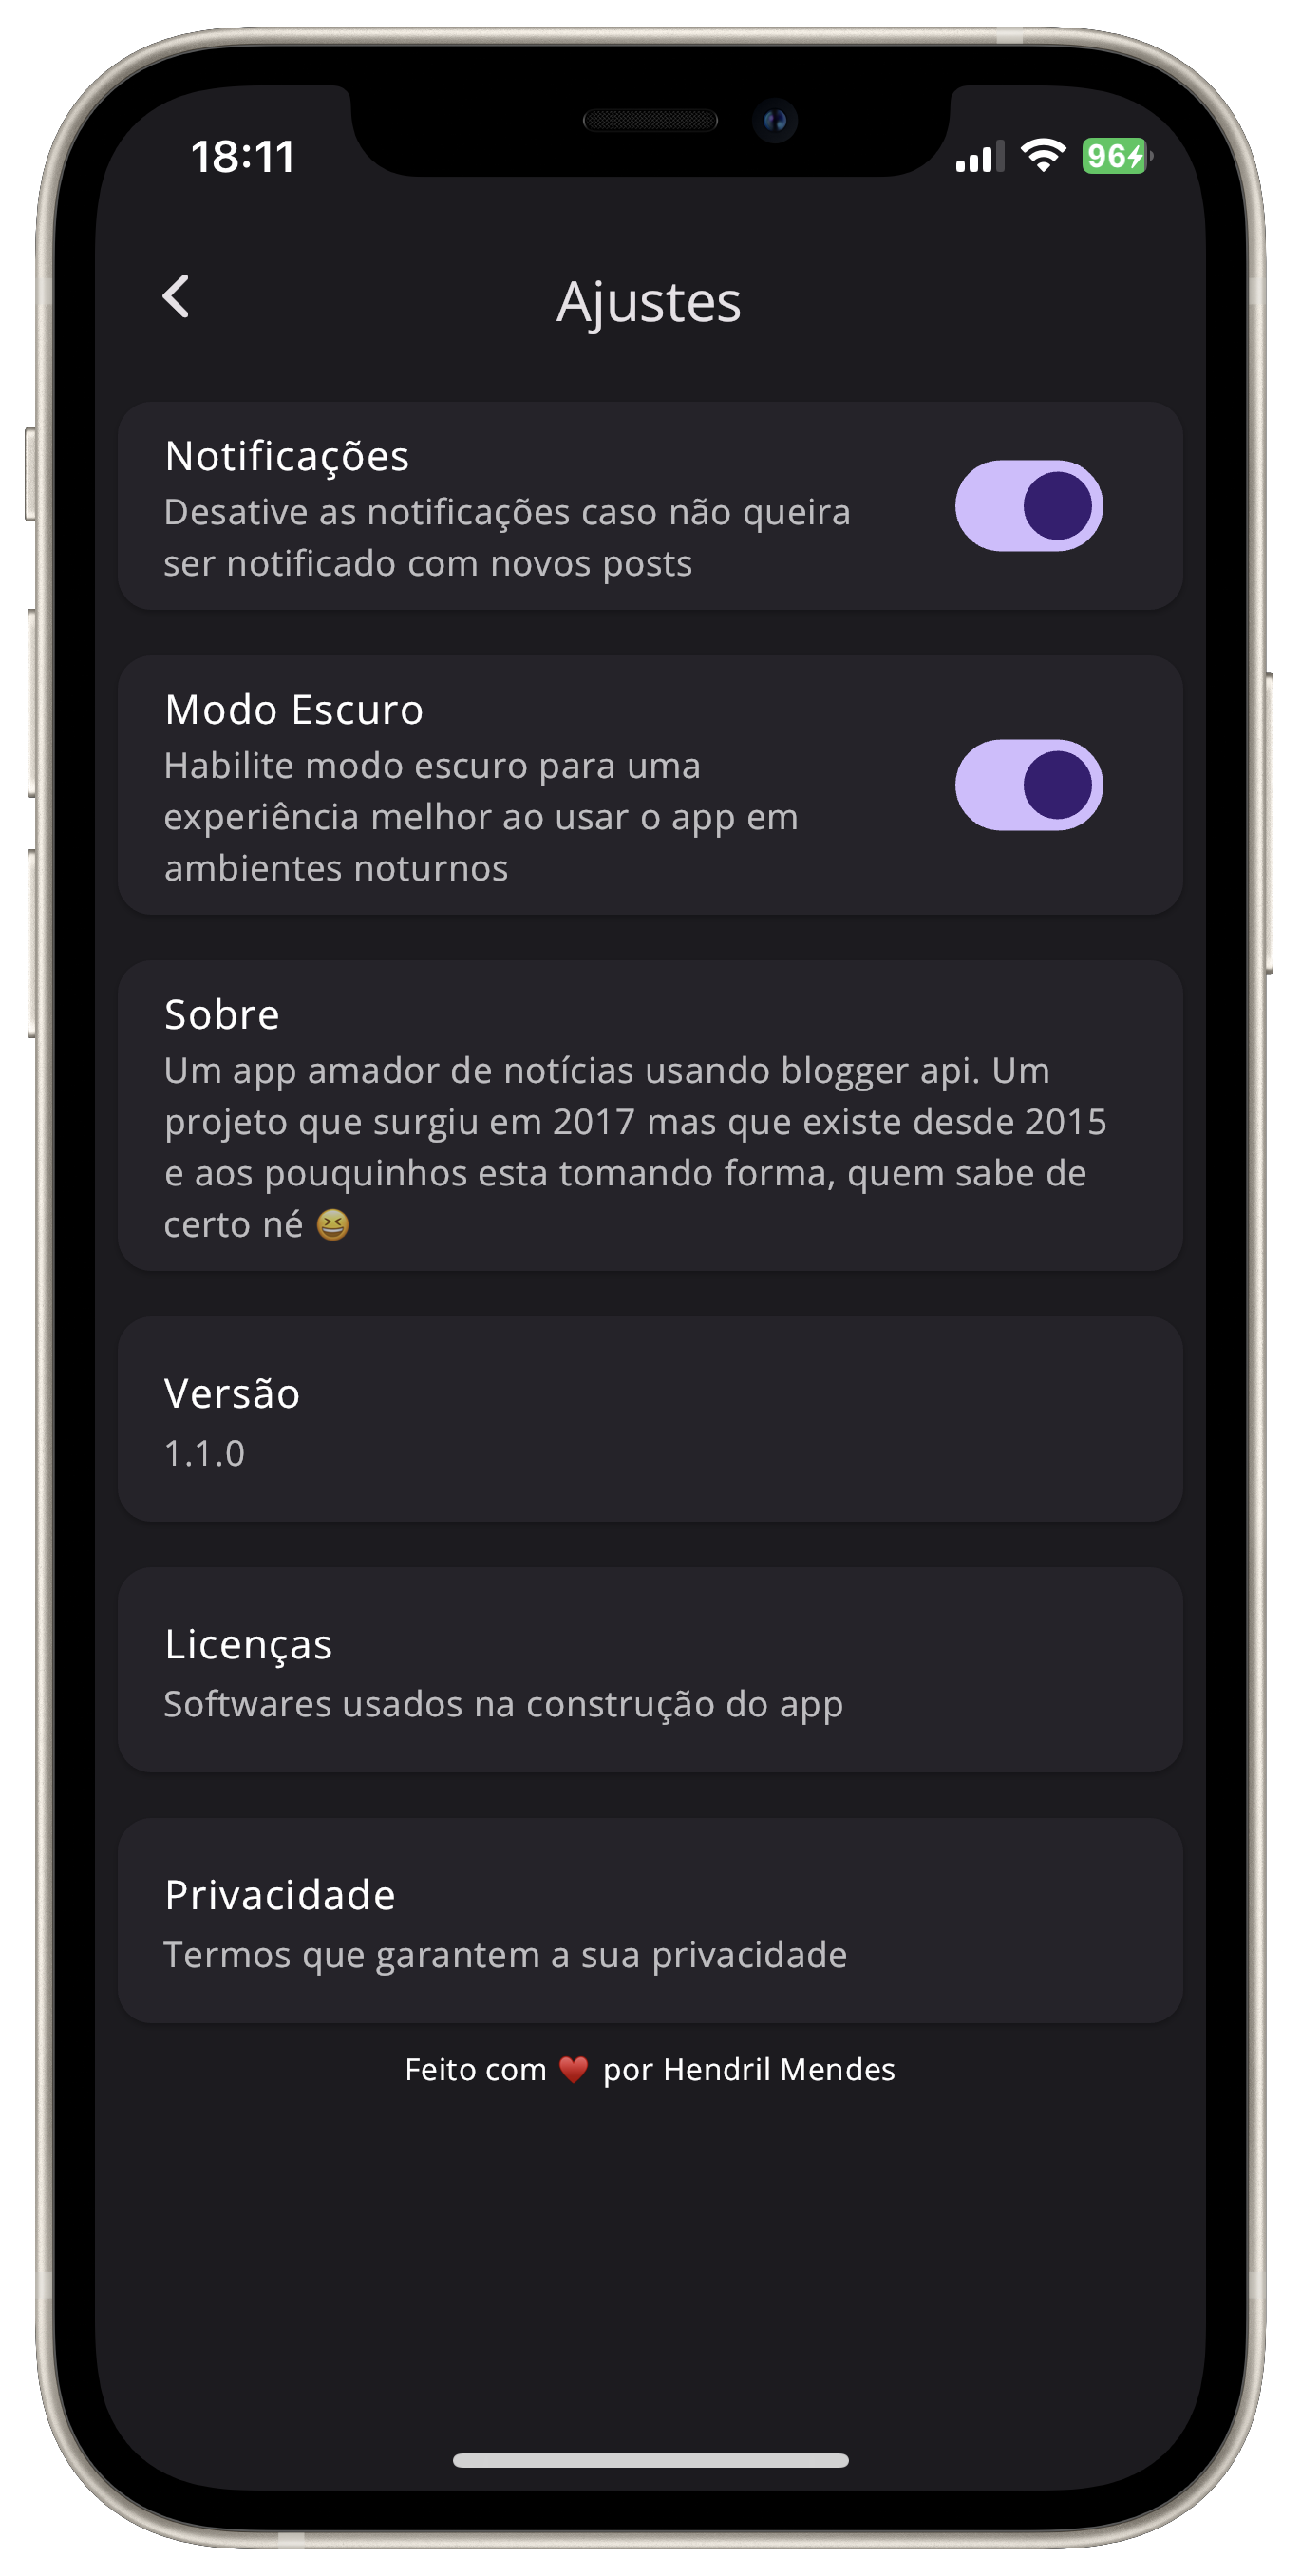 18:11
96
Ajustes
Notificações
Desative as notificações caso não queira
ser notificado com novos posts
Modo Escuro
Habilite modo escuro para uma
experiência melhor ao usar o app em
ambientes noturnos
Sobre
Um app amador de notícias usando blogger api. Um
projeto que surgiu em 2017 mas que existe desde 2015
e aos pouquinhos esta tomando forma, quem sabe de
certo né 😆
Versão
1.1.0
Licenças
Softwares usados na construção do app
Privacidade
Termos que garantem a sua privacidade
Feito com ♥️ por Hendril Mendes